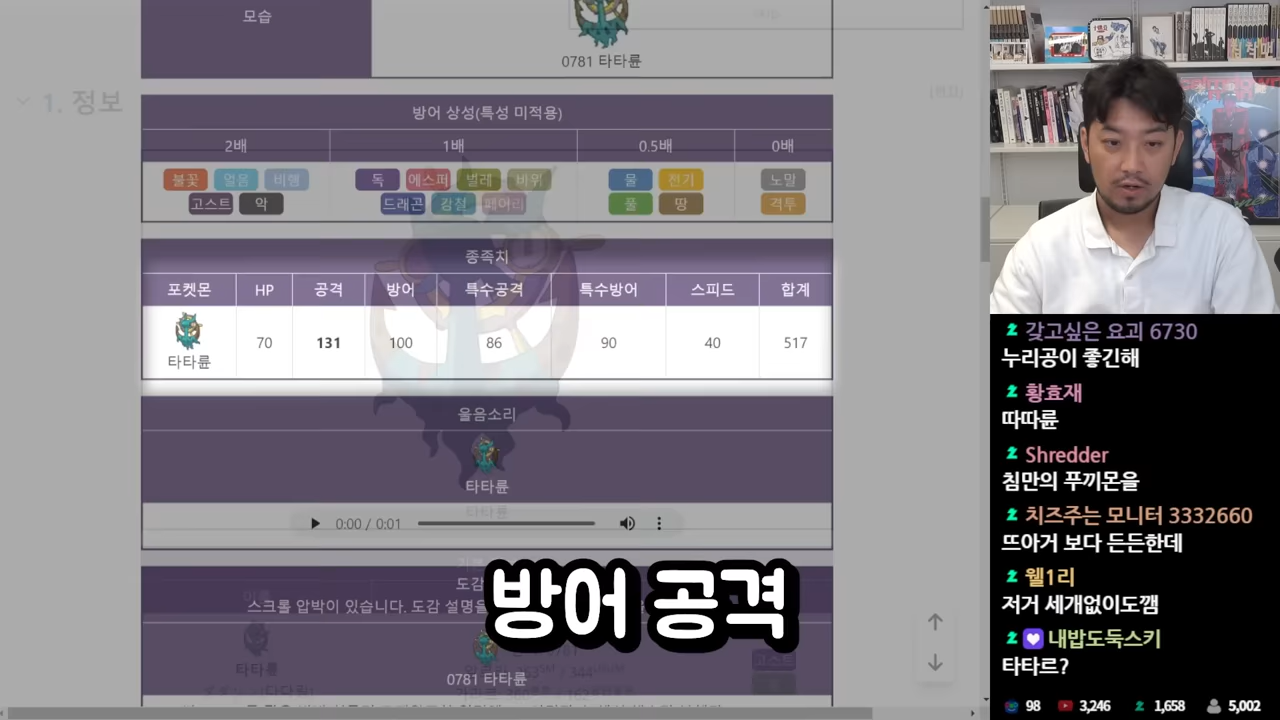 모습
0781 타타륜
1. 정보
방어 상성(특성 미적용)
2배 1배 0.5배 0배
불꽃 얼음 비행 독 에스퍼 벌레 바위 물 전기 노말
고스트 악 드래곤 강철 페어리 풀 땅 격투
종족치
포켓몬 HP 공격 방어 특수공격 특수방어 스피드 합계
타타륜 70 131 100 86 90 40 517
울음소리
타타륜
타타륜
0:00 / 0:01
도감
스크롤 압박이 있습니다. 도감 설명을
방어 공격
타타륜
고스트
0781 타타륜
갖고싶은 요괴 6730
누리공이 좋긴해
황효재
따따륜
Shredder
침만의 푸끼몬을
치즈주는 모니터 3332660
뜨아거 보다 든든한데
웰1리
저거 세개없이도깸
내밥도둑스키
타타르?
98 3,246 1,658 5,002